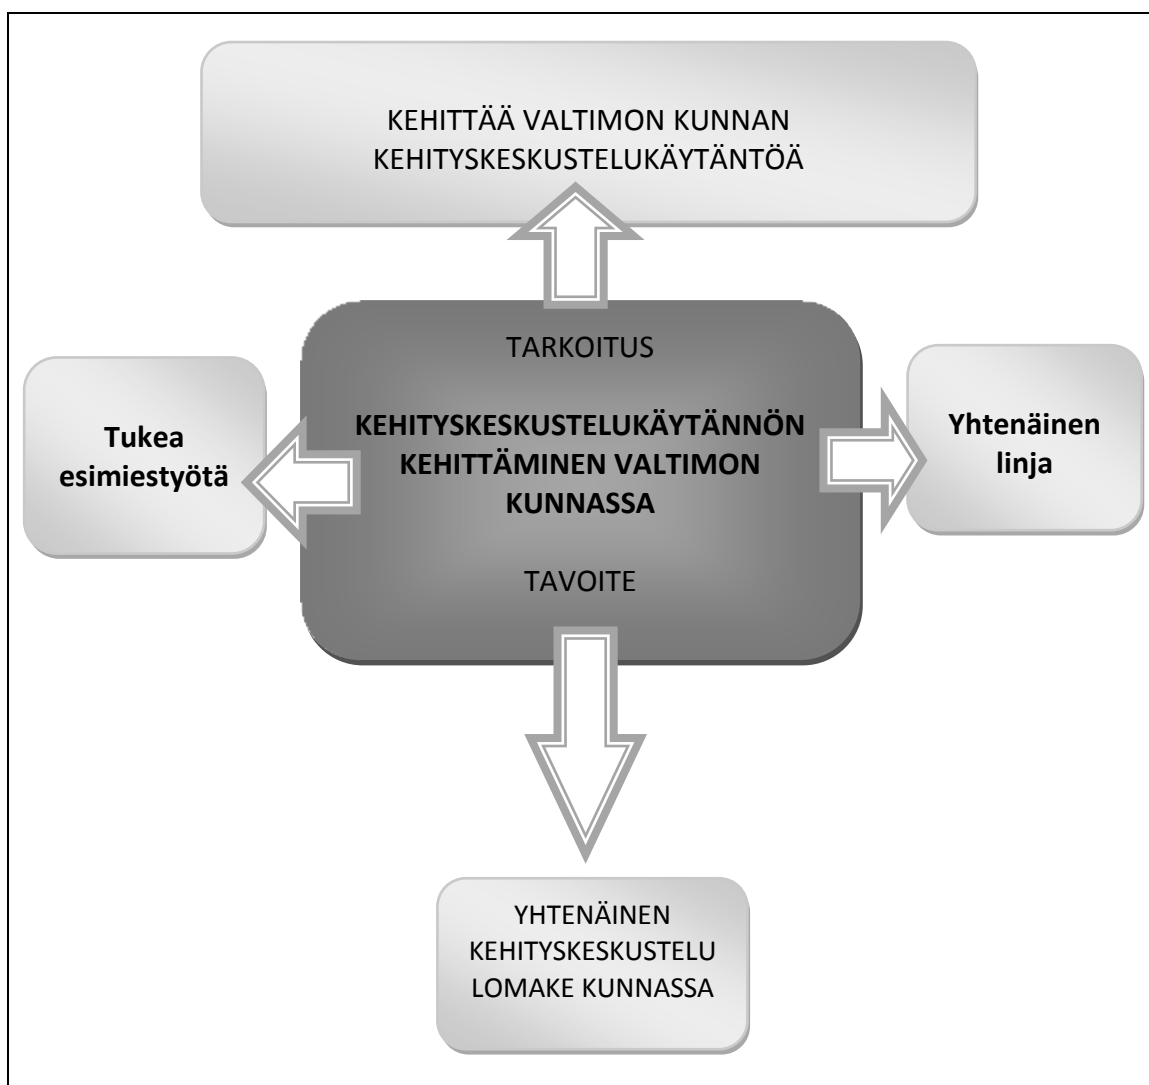 KEHITTÄÄ VALTIMON KUNNAN
KEHITYSKESKUSTELUKÄYTÄNTÖÄ
TARKOITUS
KEHITYSKESKUSTELUKÄYTÄNNÖN
KEHITTÄMINEN VALTIMON
KUNNASSA
TAVOITE
Tukea
esimiestyötä
Yhtenäinen
linja
YHTENÄINEN
KEHITYSKESKUSTELU
LOMAKE KUNNASSA